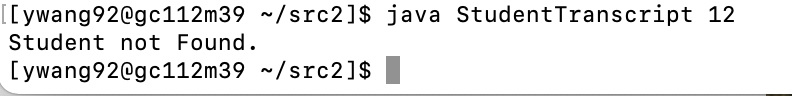 [[ywang92@gc112m39 ~/src2]$ java StudentTranscript 12
Student not Found.
[ywang92@gc112m39 ~/src2]$